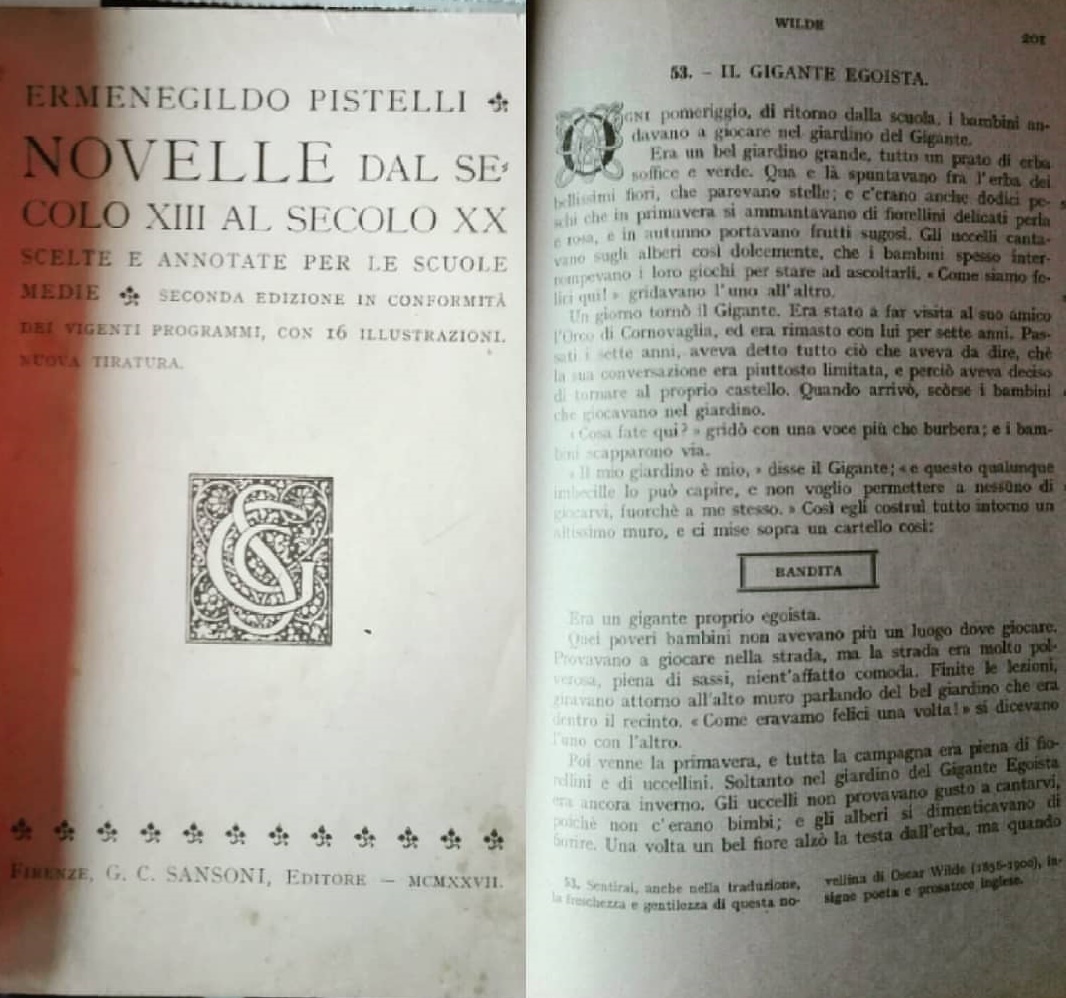 ERMENEGILDO PISTELLI
NOVELLE DAL SE-
COLO XIII AL SECOLO XX
SCELTE E ANNOTATE PER LE SCUOLE
MEDIE SECONDA EDIZIONE IN CONFORMITÀ
DEI VIGENTI PROGRAMMI, CON 16 ILLUSTRAZIONI.
NUOVA TIRATURA.
GCS
FIRENZE, G. C. SANSONI, EDITORE — MCMXXVII.
WILDE
201
53. - IL GIGANTE EGOISTA.
OGNI pomeriggio, di ritorno dalla scuola, i bambini an-
davano a giocare nel giardino del Gigante.
Era un bel giardino grande, tutto un prato di erba
soffice e verde. Qua e là spuntavano fra l'erba dei
bellissimi fiori, che parevano stelle; e c'erano anche dodici pe-
schi che in primavera si ammantavano di fiorellini delicati perla
e rosa, e in autunno portavano frutti sugosi. Gli uccelli canta-
vano sugli alberi così dolcemente, che i bambini spesso inter-
rompevano i loro giochi per stare ad ascoltarli. « Come siamo fe-
lici qui! » gridavano l'uno all'altro.
Un giorno tornò il Gigante. Era stato a far visita al suo amico
l'Orco di Cornovaglia, ed era rimasto con lui per sette anni. Pas-
sati i sette anni, aveva detto tutto ciò che aveva da dire, chè
la sua conversazione era piuttosto limitata, e perciò aveva deciso
di tornare al proprio castello. Quando arrivò, scòrse i bambini
che giocavano nel giardino.
« Cosa fate qui? » gridò con una voce più che burbera; e i bam-
bini scapparono via.
« Il mio giardino è mio, » disse il Gigante; « e questo qualunque
imbecille lo può capire, e non voglio permettere a nessuno di
giocarvi, fuorchè a me stesso. » Così egli costruì tutto intorno un
altissimo muro, e ci mise sopra un cartello così:
BANDITA
Era un gigante proprio egoista.
Quei poveri bambini non avevano più un luogo dove giocare.
Provavano a giocare nella strada, ma la strada era molto pol-
verosa, piena di sassi, nient'affatto comoda. Finite le lezioni,
giravano attorno all'alto muro parlando del bel giardino che era
dentro il recinto. « Come eravamo felici una volta! » si dicevano
l'uno con l'altro.
Poi venne la primavera, e tutta la campagna era piena di fio-
rellini e di uccellini. Soltanto nel giardino del Gigante Egoista
era ancora inverno. Gli uccelli non provavano gusto a cantarvi,
poichè non c'erano bimbi; e gli alberi si dimenticavano di
fiorire. Una volta un bel fiore alzò la testa dall'erba, ma quando
53. Sentirai, anche nella traduzione,
la freschezza e gentilezza di questa no-
vellina di Oscar Wilde (1856-1900), in-
signe poeta e prosatore inglese.